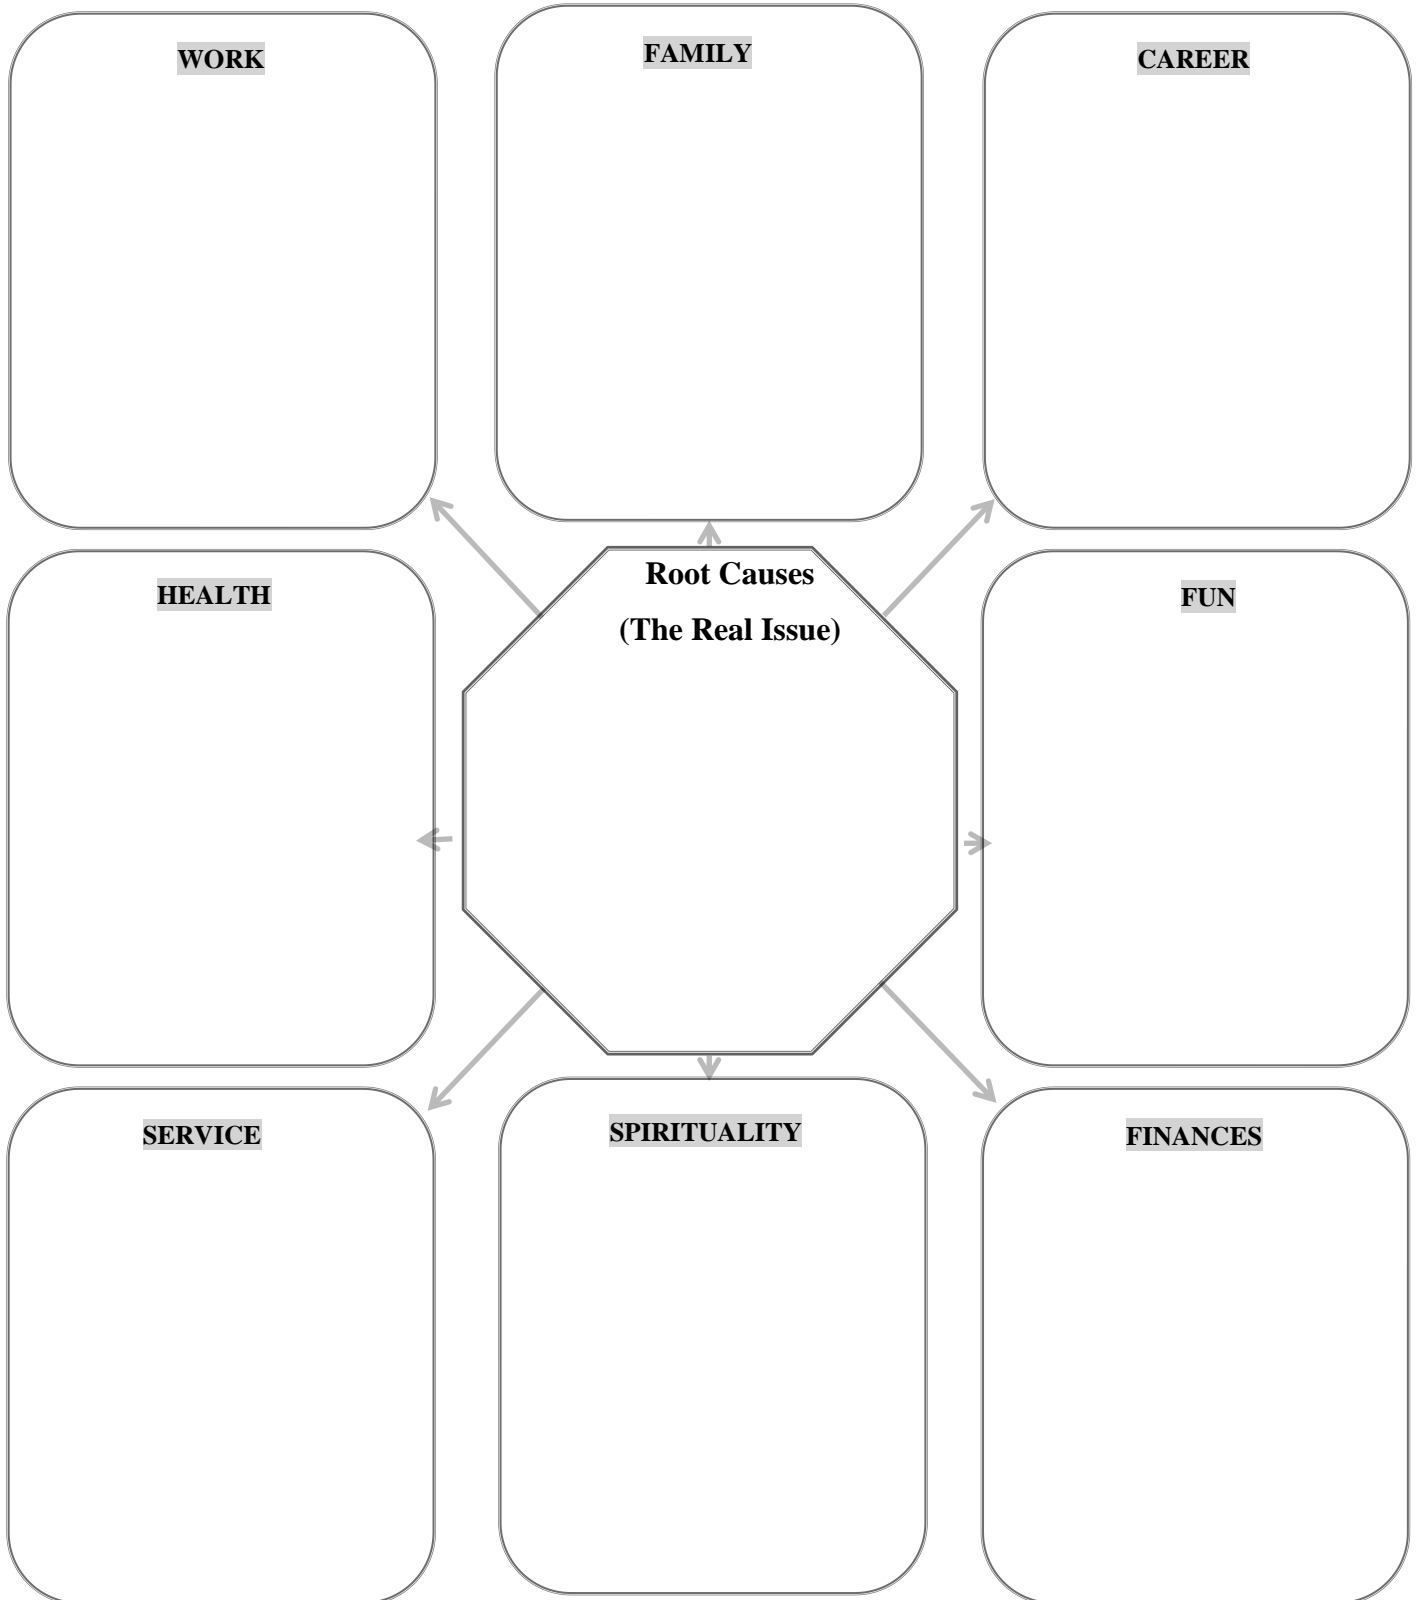 WORK
FAMILY
CAREER
Root Causes
(The Real Issue)
HEALTH
FUN
SERVICE
SPIRITUALITY
FINANCES